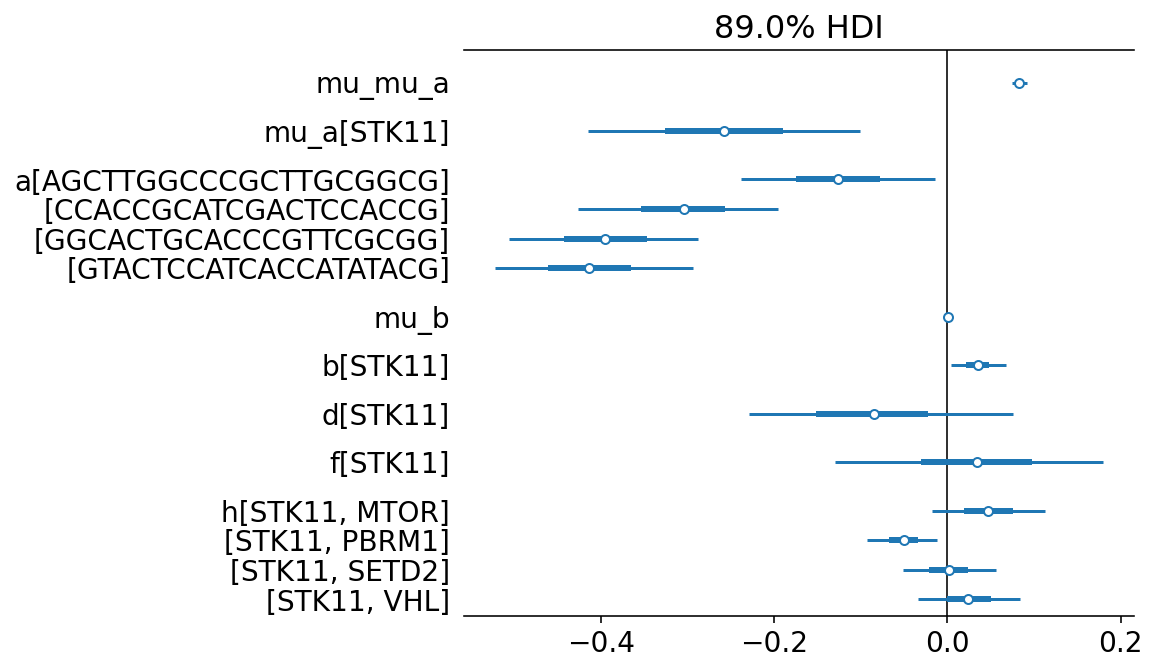 89.0% HDI
mu_mu_a
mu_a[STK11]
a[AGCTTGGCCCGCTTGCGGCG]
[CCACCGCATCGACTCCACCG]
[GGCACTGCACCCGTTCGCGG]
[GTACTCCATCACCATATACG]
mu_b
b[STK11]
d[STK11]
f[STK11]
h[STK11, MTOR]
[STK11, PBRM1]
[STK11, SETD2]
[STK11, VHL]
−0.4 −0.2 0.0 0.2